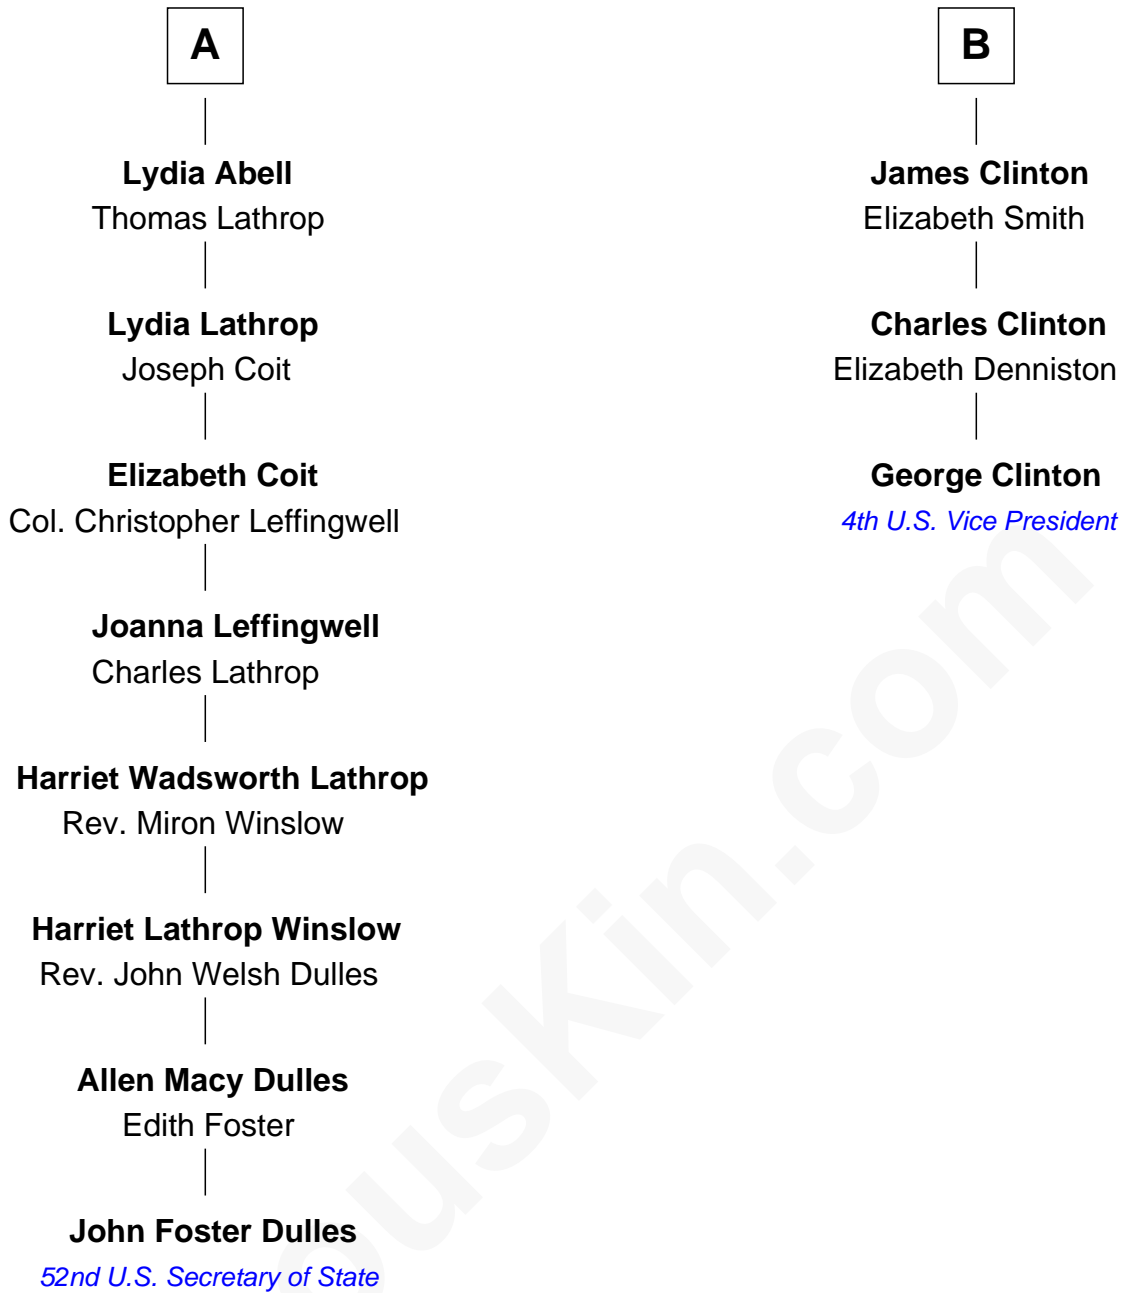 A
Lydia Abell
Thomas Lathrop
Lydia Lathrop
Joseph Coit
Elizabeth Coit
Col. Christopher Leffingwell
Joanna Leffingwell
Charles Lathrop
Harriet Wadsworth Lathrop
Rev. Miron Winslow
Harriet Lathrop Winslow
Rev. John Welsh Dulles
Allen Macy Dulles
Edith Foster
John Foster Dulles
52nd U.S. Secretary of State
B
James Clinton
Elizabeth Smith
Charles Clinton
Elizabeth Denniston
George Clinton
4th U.S. Vice President
ousKin.com